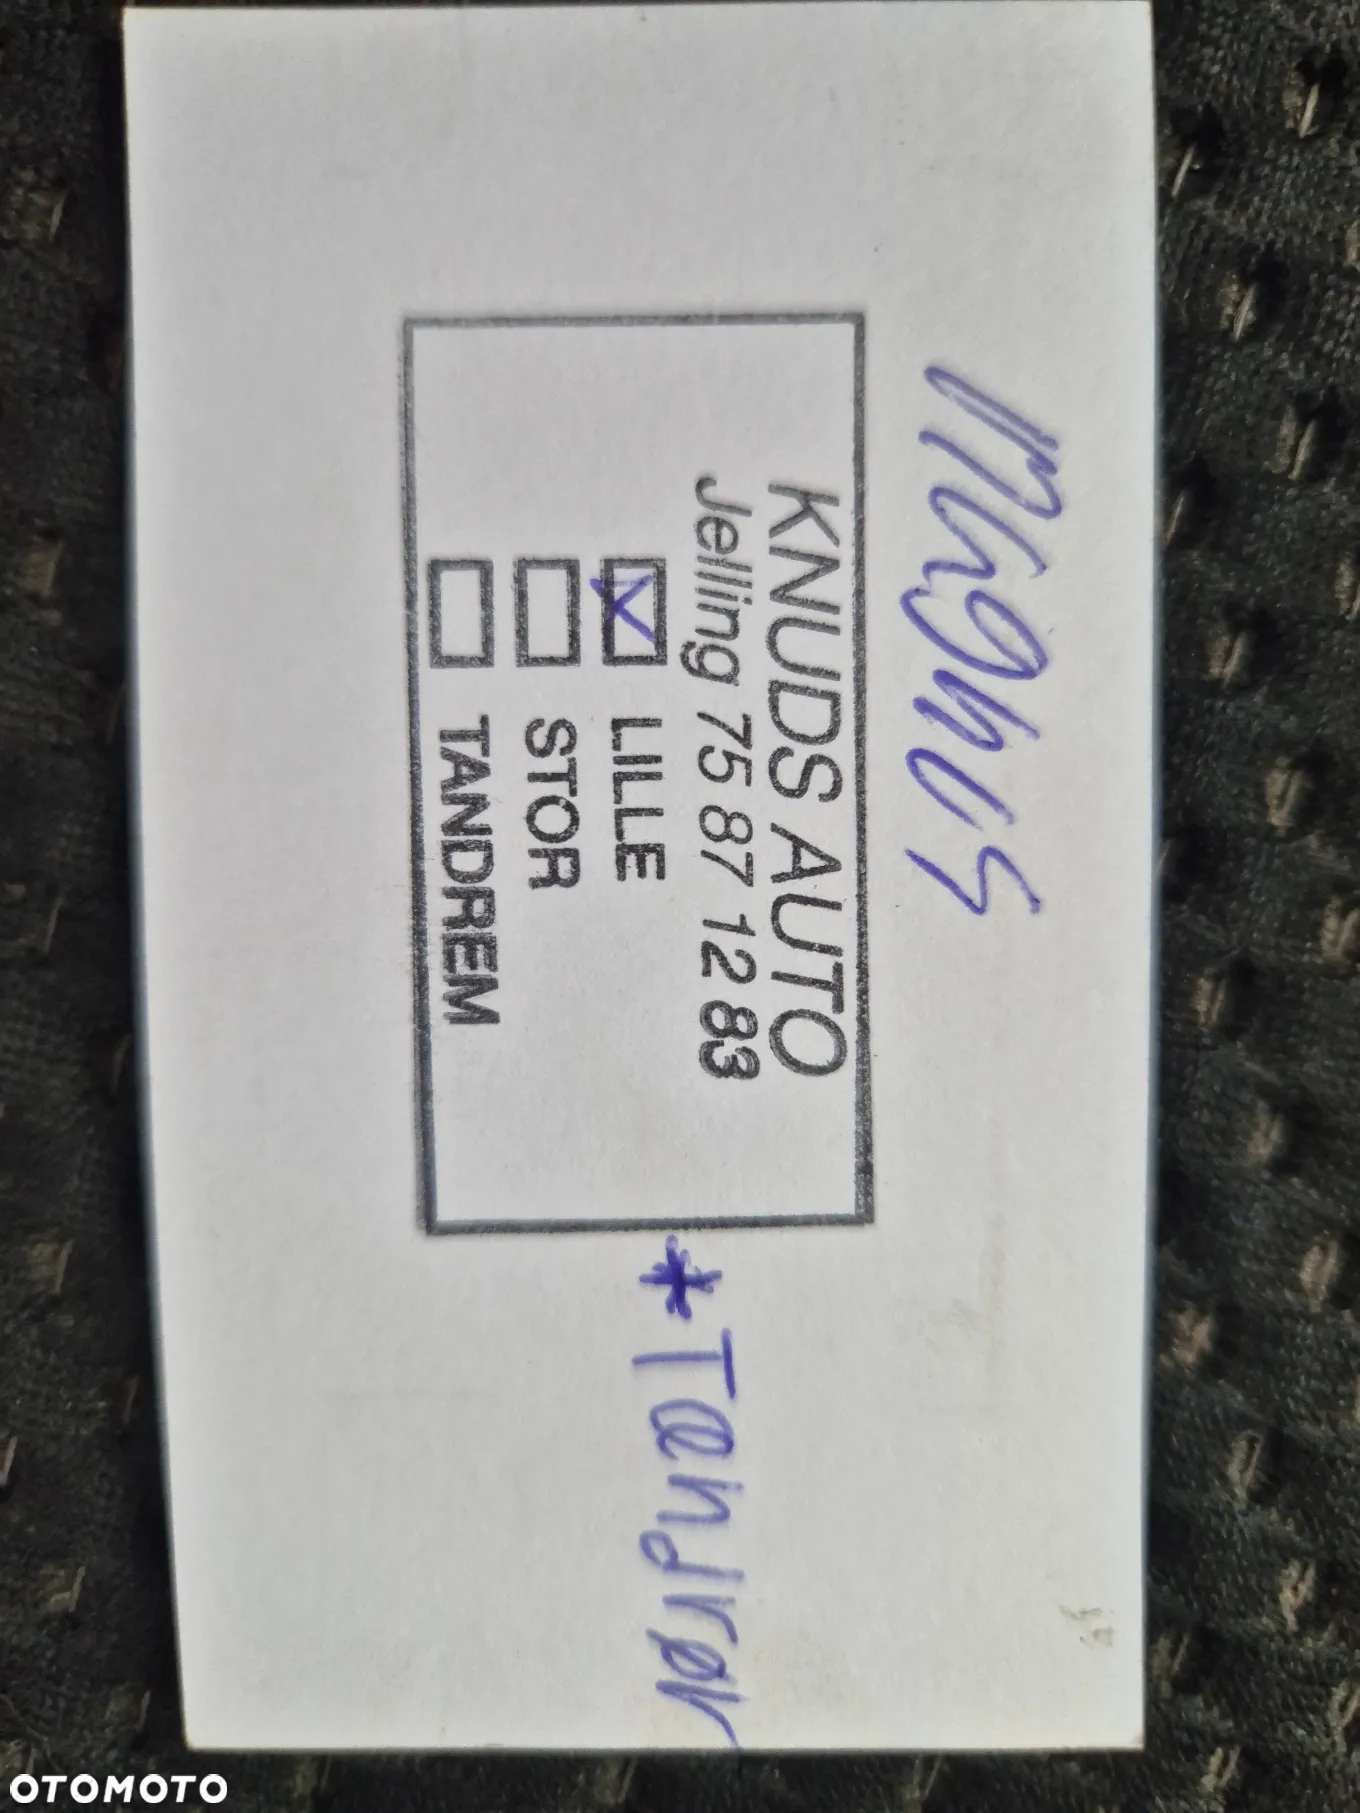 Magnus
KNUDS AUTO
Jelling 75 87 12 83
LILLE
* Tandrem
STOR
TANDREM
OTOMOTO